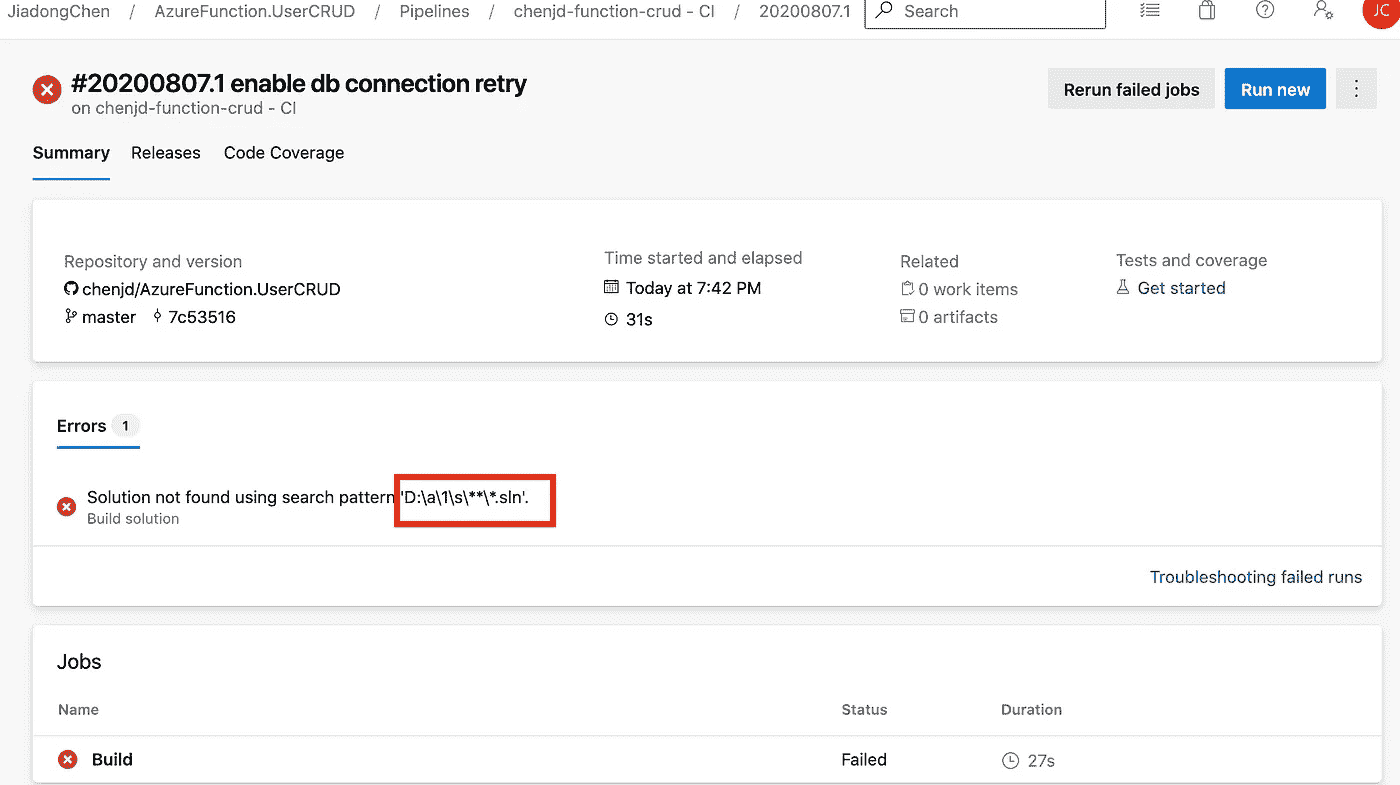 JiadongChen / AzureFunction.UserCRUD / Pipelines / chenjd-function-crud - CI / 20200807.1 Search JC
#20200807.1 enable db connection retry
on chenjd-function-crud - CI
Rerun failed jobs Run new
Summary Releases Code Coverage
Repository and version
chenjd/AzureFunction.UserCRUD
master 7c53516
Time started and elapsed
Today at 7:42 PM
31s
Related
0 work items
0 artifacts
Tests and coverage
Get started
Errors 1
Solution not found using search pattern 'D:\a\1\s\**\*.sln'.
Build solution
Troubleshooting failed runs
Jobs
Name Status Duration
Build Failed 27s